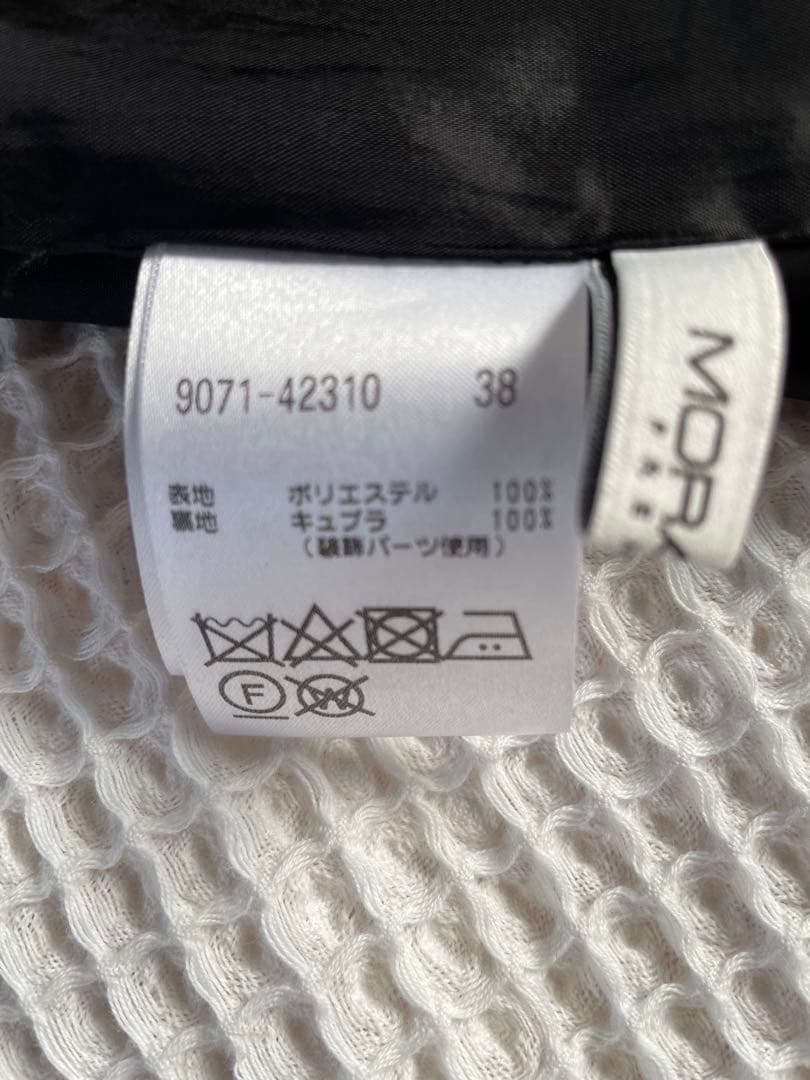 9071-42310 38
表地 ポリエステル 100%
裏地 キュプラ 100%
(装飾パーツ使用)
F
W